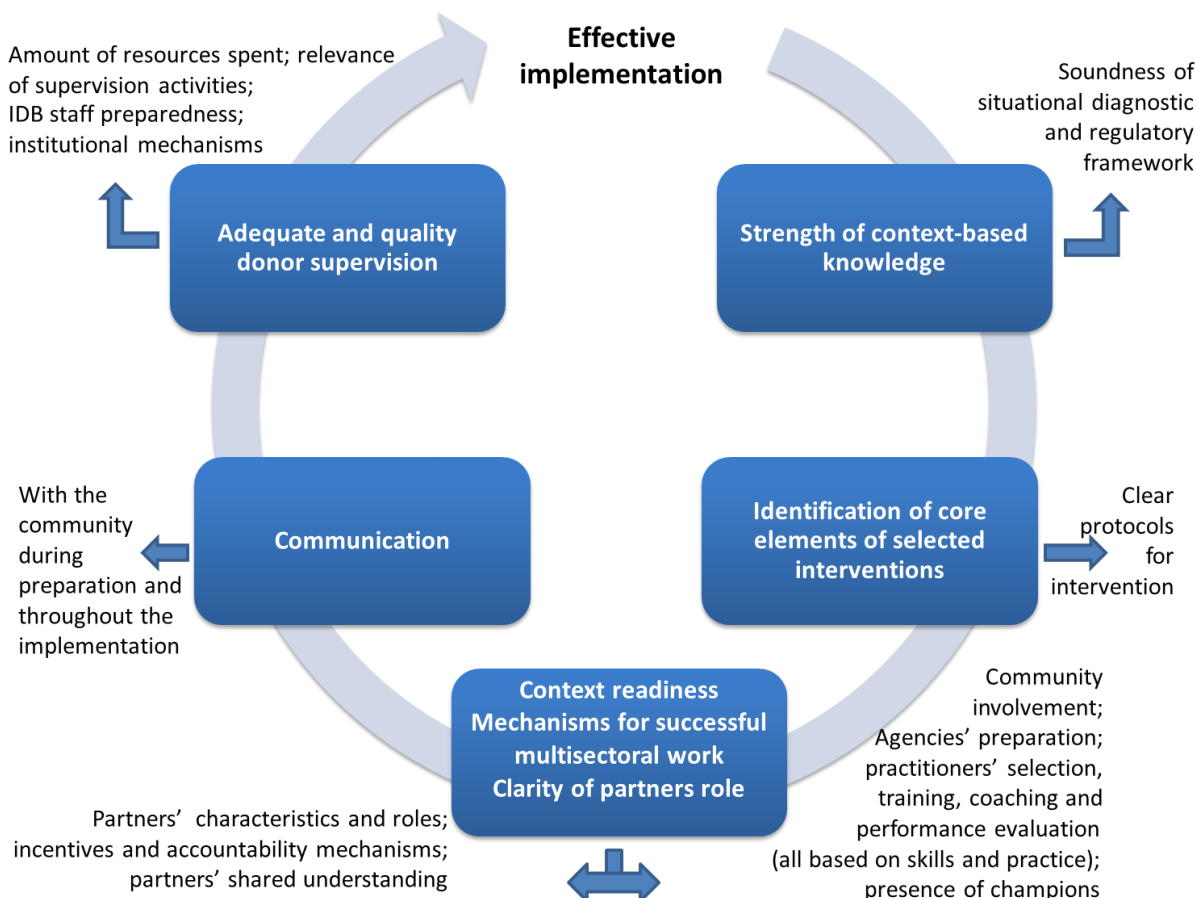 Effective
implementation
Amount of resources spent; relevance
of supervision activities;
IDB staff preparedness;
institutional mechanisms
Soundness of
situational diagnostic
and regulatory
framework
Adequate and quality
donor supervision
Strength of context-based
knowledge
With the
community
during
preparation and
throughout the
implementation
Communication
Identification of core
elements of selected
interventions
Clear
protocols
for
intervention
Context readiness
Mechanisms for successful
multisectoral work
Clarity of partners role
Partners’ characteristics and roles;
incentives and accountability mechanisms;
partners’ shared understanding
Community
involvement;
Agencies’ preparation;
practitioners’ selection,
training, coaching and
performance evaluation
(all based on skills and practice);
presence of champions